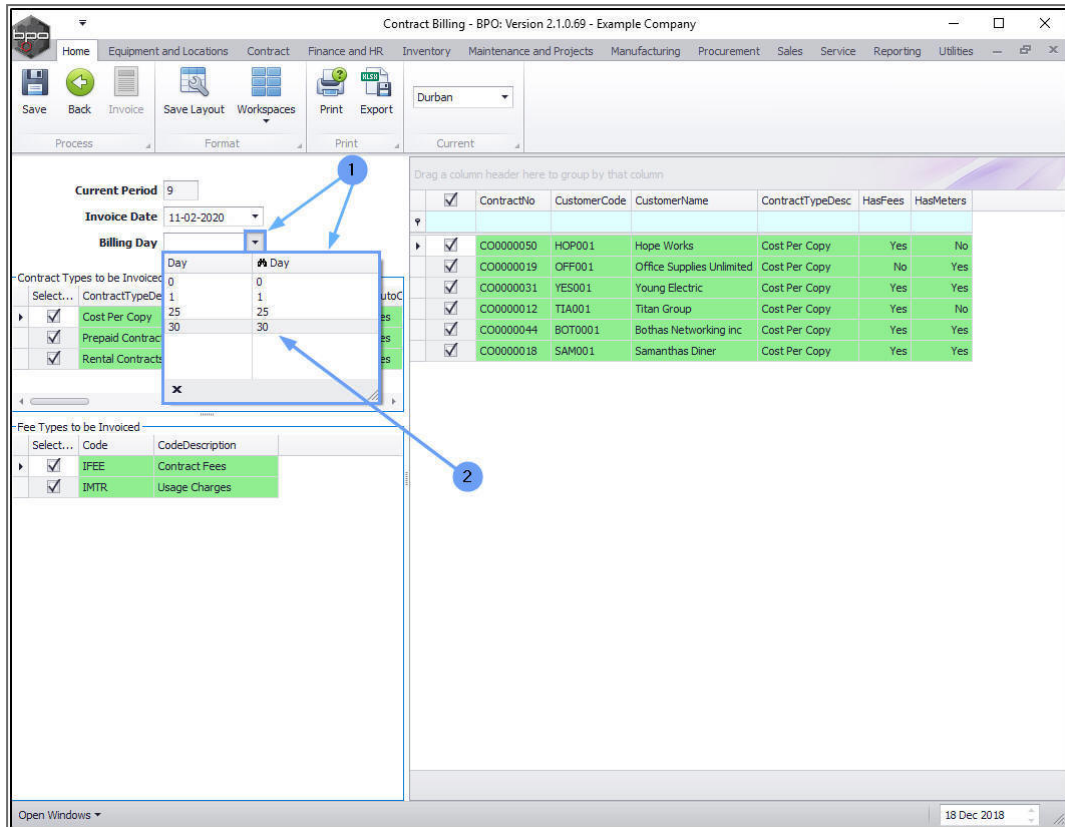 Contract Billing - BPO: Version 2.1.0.69 - Example Company
bpo
Home Equipment and Locations Contract Finance and HR Inventory Maintenance and Projects Manufacturing Procurement Sales Service Reporting Utilities
XLSX
Save Back Invoice Save Layout Workspaces Print Export
Durban
Process Format Print Current
1
Drag a column header here to group by that column
Current Period 9
Invoice Date 11-02-2020
Billing Day
Day Day
0 0
1 1
25 25
30 30
x
Contract Types to be Invoiced
Select... ContractTypeDe utoC
Cost Per Copy es
Prepaid Contrac es
Rental Contracts es
2
Fee Types to be Invoiced
Select... Code CodeDescription
IFEE Contract Fees
IMTR Usage Charges
ContractNo CustomerCode CustomerName ContractTypeDesc HasFees HasMeters
CO0000050 HOP001 Hope Works Cost Per Copy Yes No
CO0000019 OFF001 Office Supplies Unlimited Cost Per Copy No Yes
CO0000031 YES001 Young Electric Cost Per Copy Yes Yes
CO0000012 TIA001 Titan Group Cost Per Copy Yes No
CO0000044 BOT0001 Bothas Networking inc Cost Per Copy Yes Yes
CO0000018 SAM001 Samanthas Diner Cost Per Copy Yes Yes
Open Windows 18 Dec 2018